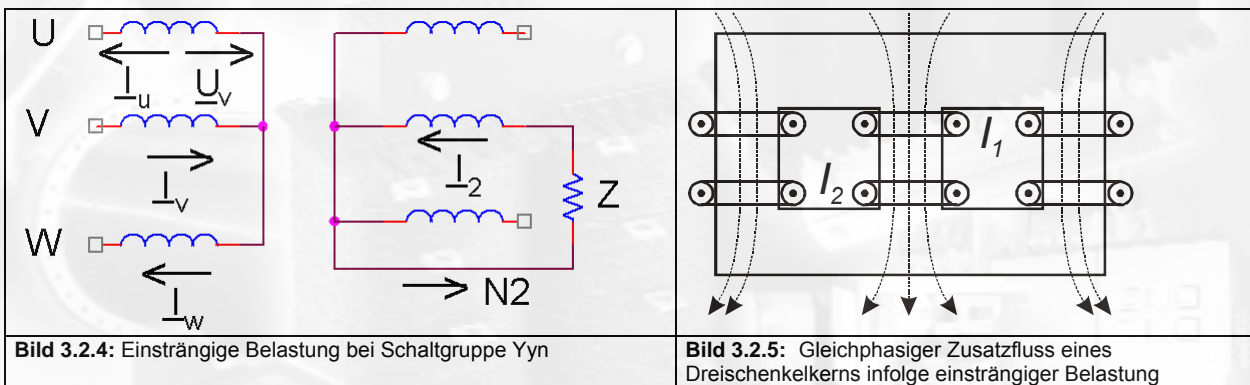 U
I_u U_v
V
I_v
I_2
Z
W
I_w
N2
I_1
I_2
Bild 3.2.4: Einsträngige Belastung bei Schaltgruppe Yyn
Bild 3.2.5: Gleichphasiger Zusatzfluss eines
Dreischenkelkerns infolge einsträngiger Belastung